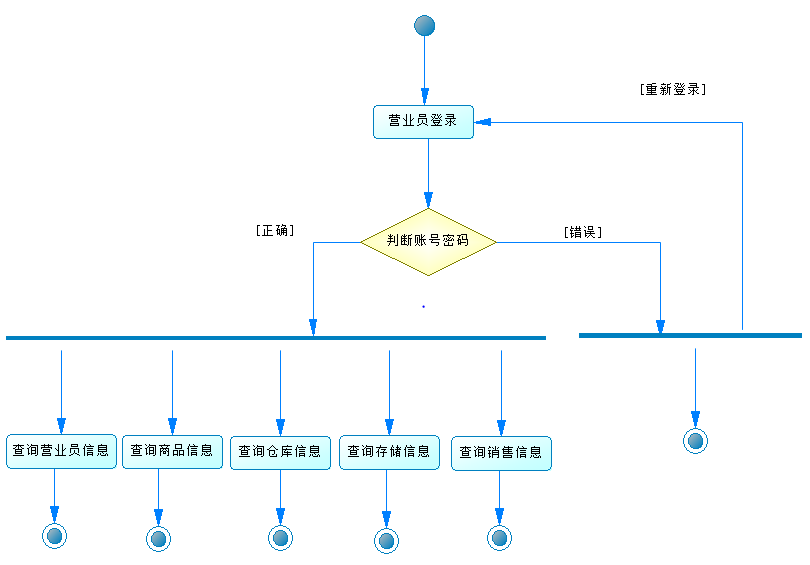 [重新登录]
营业员登录
[正确]
判断账号密码
[错误]
查询营业员信息
查询商品信息
查询仓库信息
查询存储信息
查询销售信息